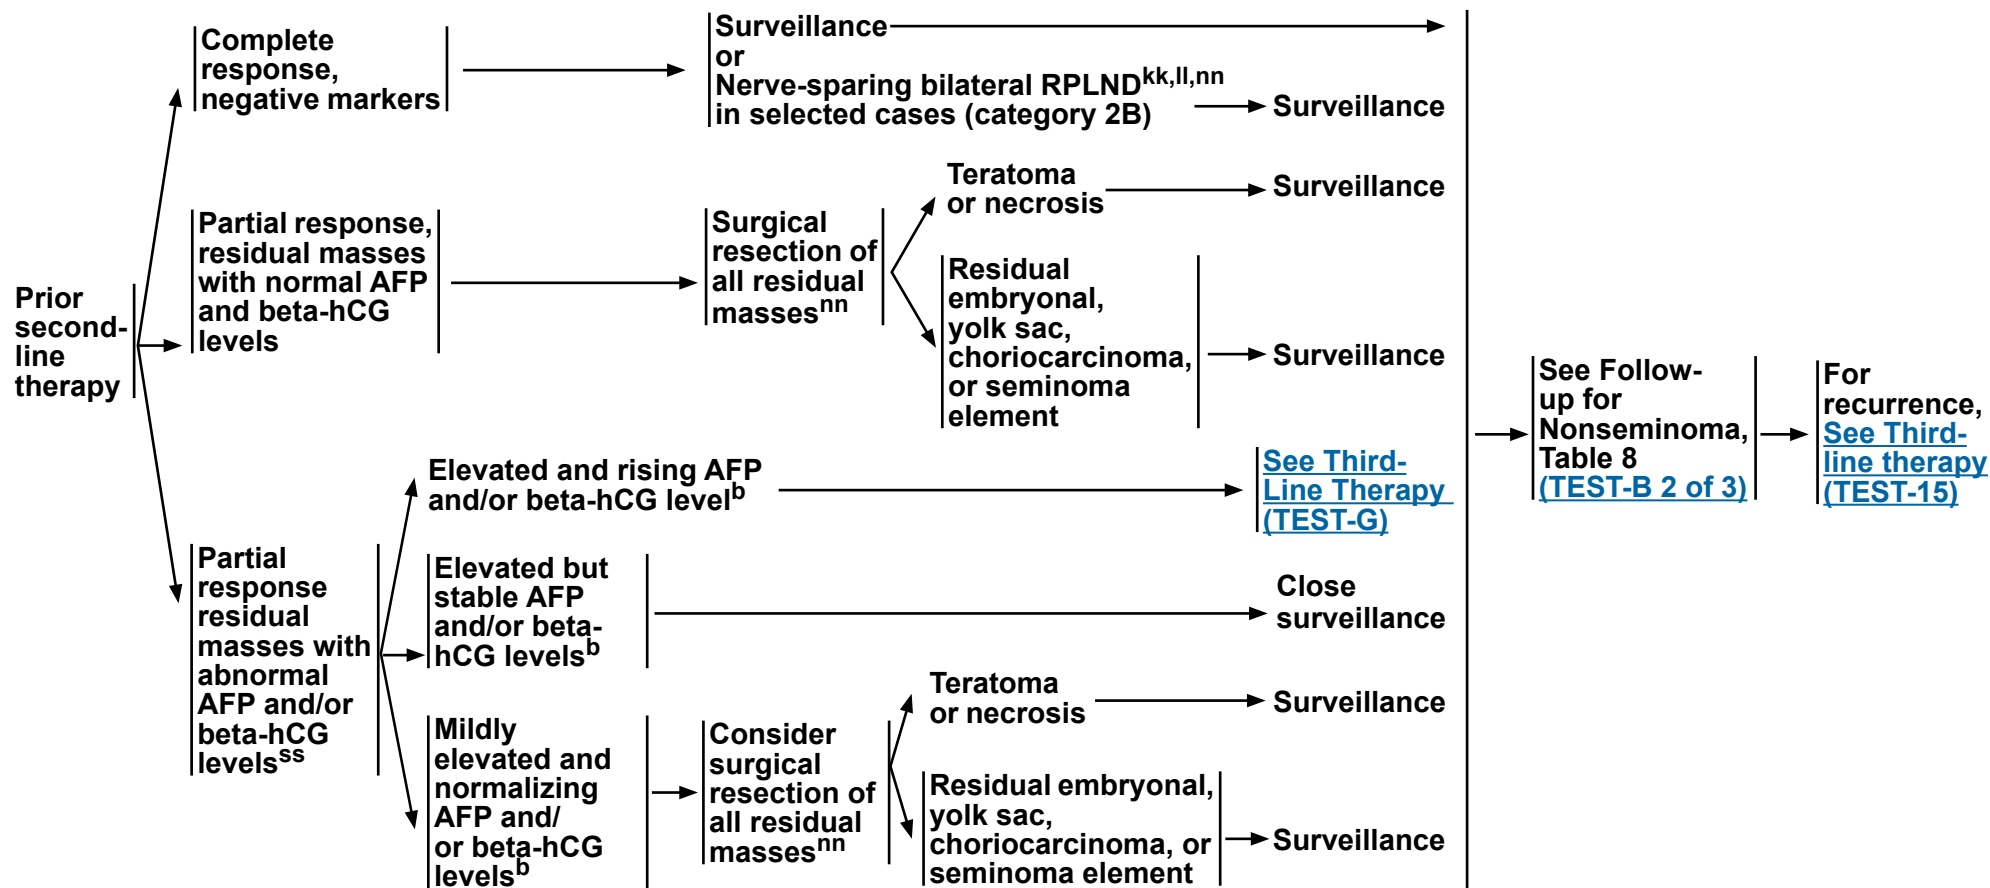 Prior
second-
line
therapy
Complete
response,
negative markers
Surveillance
or
Nerve-sparing bilateral RPLNDkk,ll,nn
in selected cases (category 2B)
Surveillance
Partial response,
residual masses
with normal AFP
and beta-hCG
levels
Surgical
resection of
all residual
massesnn
Teratoma
or necrosis
Surveillance
Residual
embryonal,
yolk sac,
choriocarcinoma,
or seminoma
element
Surveillance
Partial
response
residual
masses with
abnormal
AFP and/or
beta-hCG
levelsss
Elevated and rising AFP
and/or beta-hCG levelb
See Third-
Line Therapy
(TEST-G)
Elevated but
stable AFP
and/or beta-
hCG levelsb
Close
surveillance
Mildly
elevated and
normalizing
AFP and/
or beta-hCG
levelsb
Consider
surgical
resection of
all residual
massesnn
Teratoma
or necrosis
Surveillance
Residual embryonal,
yolk sac,
choriocarcinoma, or
seminoma element
Surveillance
See Follow-
up for
Nonseminoma,
Table 8
(TEST-B 2 of 3)
For
recurrence,
See Third-
line therapy
(TEST-15)